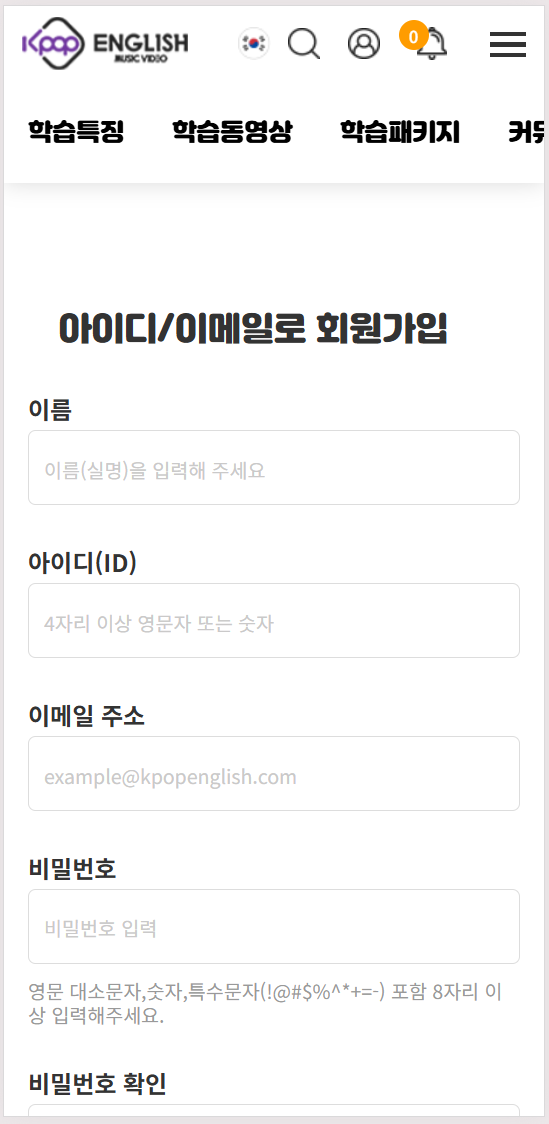 Kpop ENGLISH
MUSIC VIDEO
0
학습특징 학습동영상 학습패키지
아이디/이메일로 회원가입
이름
이름(실명)을 입력해 주세요
아이디(ID)
4자리 이상 영문자 또는 숫자
이메일 주소
example@kpopenglish.com
비밀번호
비밀번호 입력
영문 대소문자,숫자,특수문자(!@#$%^*+=-) 포함 8자리 이
상 입력해주세요.
비밀번호 확인